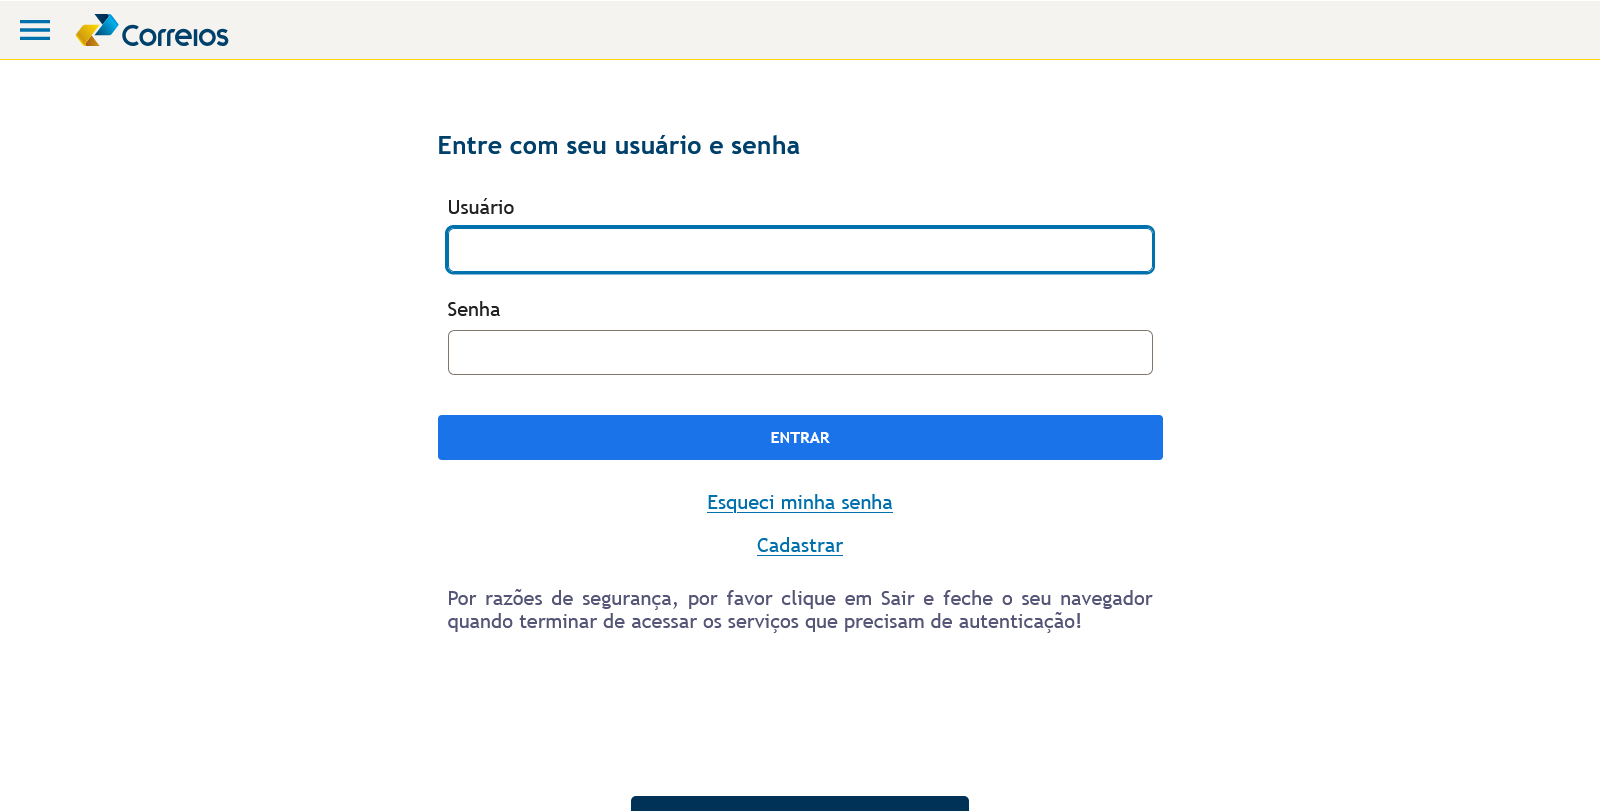 Correios
Entre com seu usuário e senha
Usuário
Senha
ENTRAR
Esqueci minha senha
Cadastrar
Por razões de segurança, por favor clique em Sair e feche o seu navegador
quando terminar de acessar os serviços que precisam de autenticação!